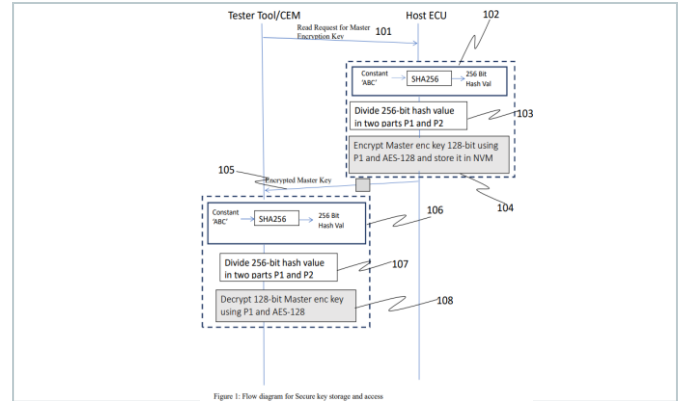 Tester Tool/CEM
Host ECU
Read Request for Master
Encryption Key
101
102
Constant
'ABC'
SHA256
256 Bit
Hash Val
Divide 256-bit hash value
in two parts P1 and P2
103
Encrypt Master enc key 128-bit using
P1 and AES-128 and store it in NVM
104
105
Encrypted Master Key
Constant
'ABC'
SHA256
256 Bit
Hash Val
106
Divide 256-bit hash value
in two parts P1 and P2
107
Decrypt 128-bit Master enc key
using P1 and AES-128
108
Figure 1: Flow diagram for Secure key storage and access